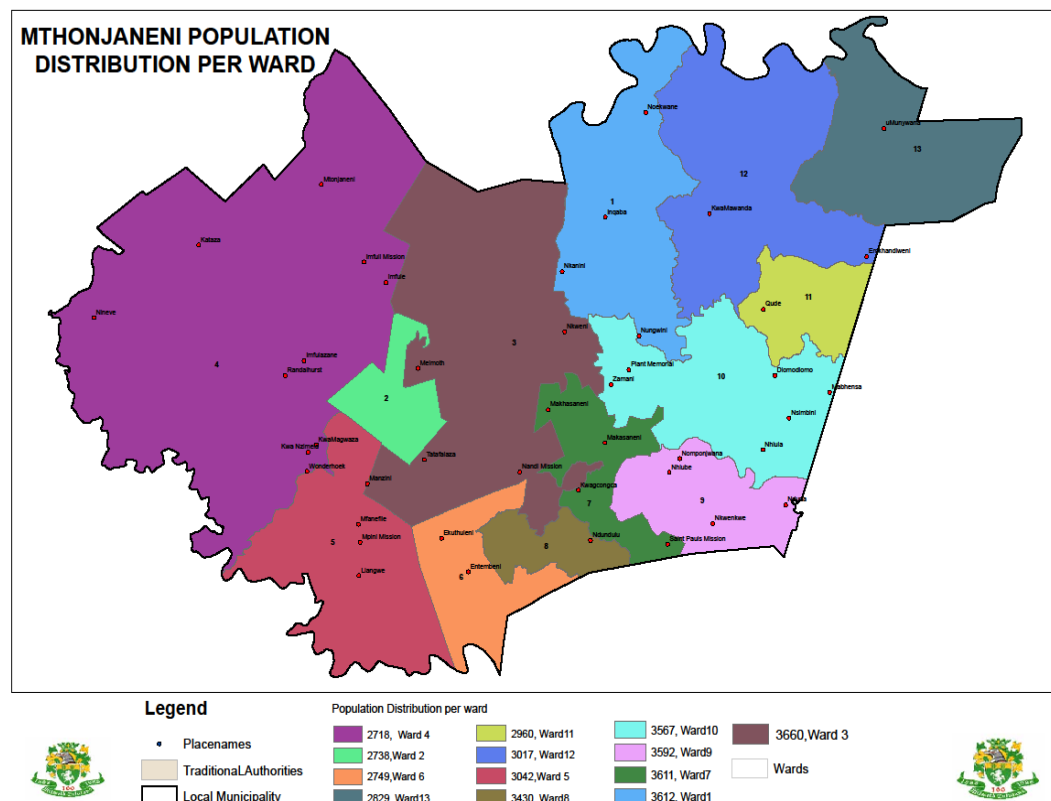 MTHONJANENI POPULATION
DISTRIBUTION PER WARD
Noekwane
uMunywana
13
12
Mtonjaneni
1
Inqaba
KwaMawanda
Kataza
Imfuli Mission
Imfule
Nkanini
Enkhandiweni
11
Qude
Nineve
Nkweni
3
Nungwini
Imfulazane
4
Randalhurst
Melmoth
Plant Memorial
Zamani
10
Dlomodlomo
Mabhensa
2
Makhasaneni
Nsimbini
KwaMagwaza
Kwa Nzimela
Makasaneni
Nhlula
Tatafalaza
Nomponjwana
Wonderhoek
Nandi Mission
Nhlube
Manzini
Kwagcongca
9
7
Mfanefile
Nkwenkwe
Mpini Mission
5
Ekuthuleni
8
Ndundulu
Saint Pauls Mission
Entembeni
6
Legend
Placenames
TraditionalAuthorities
Local Municipality
Population Distribution per ward
2718, Ward 4
2738,Ward 2
2749,Ward 6
2829,Ward13
2960, Ward11
3017,Ward12
3042,Ward 5
3430, Ward8
3567, Ward10
3592, Ward9
3611, Ward7
3612, Ward1
3660,Ward 3
Wards